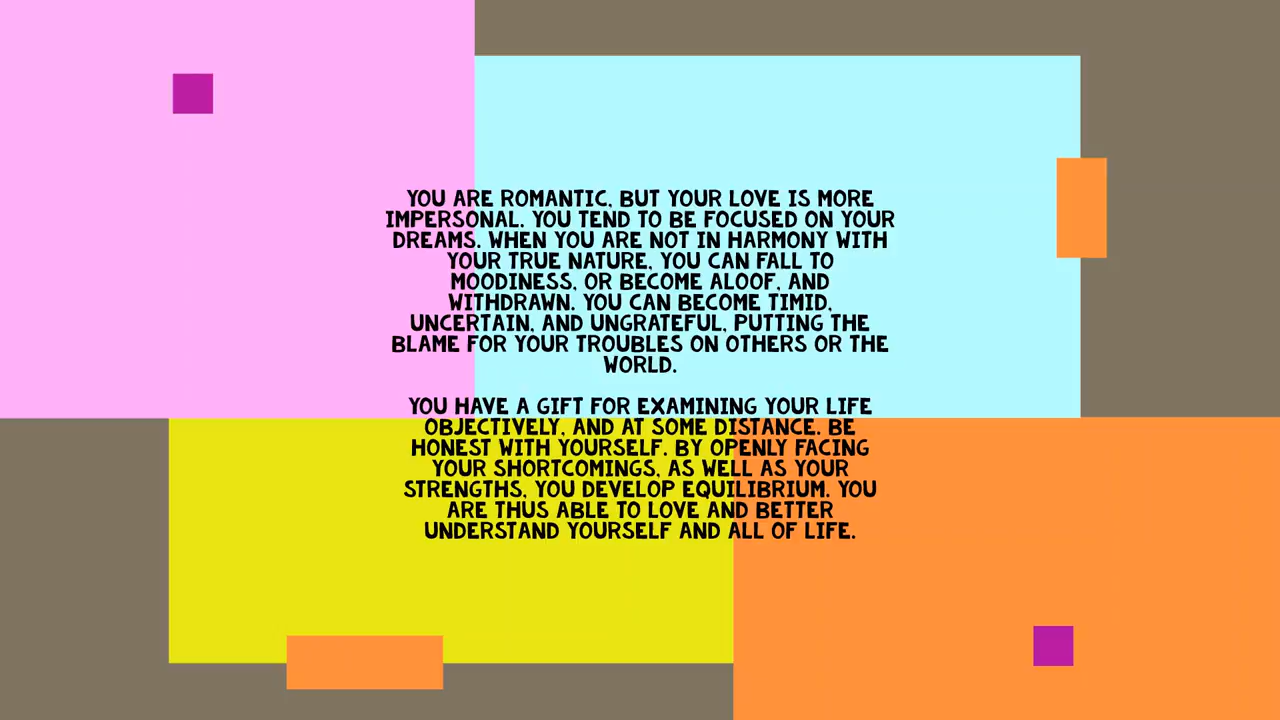 YOU ARE ROMANTIC, BUT YOUR LOVE IS MORE
IMPERSONAL. YOU TEND TO BE FOCUSED ON YOUR
DREAMS. WHEN YOU ARE NOT IN HARMONY WITH
YOUR TRUE NATURE, YOU CAN FALL TO
MOODINESS, OR BECOME ALOOF, AND
WITHDRAWN. YOU CAN BECOME TIMID,
UNCERTAIN, AND UNGRATEFUL, PUTTING THE
BLAME FOR YOUR TROUBLES ON OTHERS OR THE
WORLD.
YOU HAVE A GIFT FOR EXAMINING YOUR LIFE
OBJECTIVELY, AND AT SOME DISTANCE. BE
HONEST WITH YOURSELF. BY OPENLY FACING
YOUR SHORTCOMINGS, AS WELL AS YOUR
STRENGTHS, YOU DEVELOP EQUILIBRIUM. YOU
ARE THUS ABLE TO LOVE AND BETTER
UNDERSTAND YOURSELF AND ALL OF LIFE.